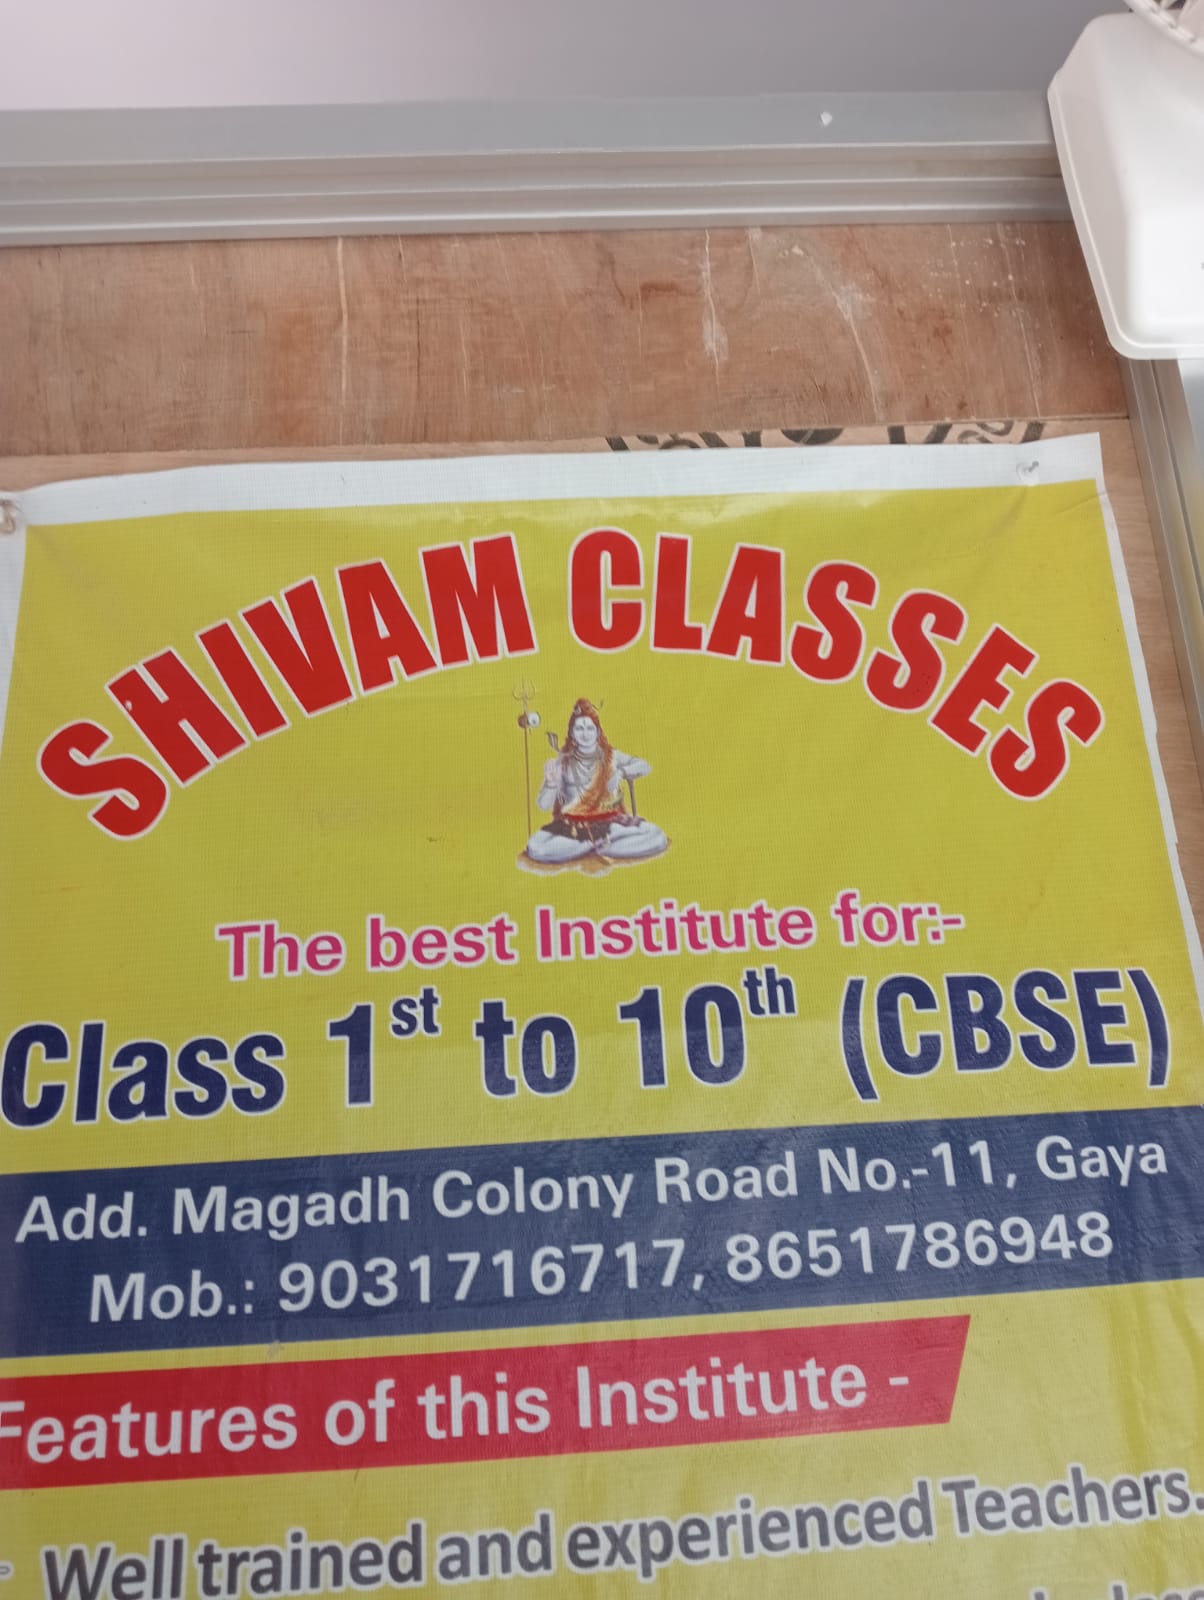 SHIVAM CLASSES
The best Institute for:-
Class 1st to 10th (CBSE)
Add. Magadh Colony Road No.-11, Gaya
Mob.: 9031716717, 8651786948
Features of this Institute -
Well trained and experienced Teachers.